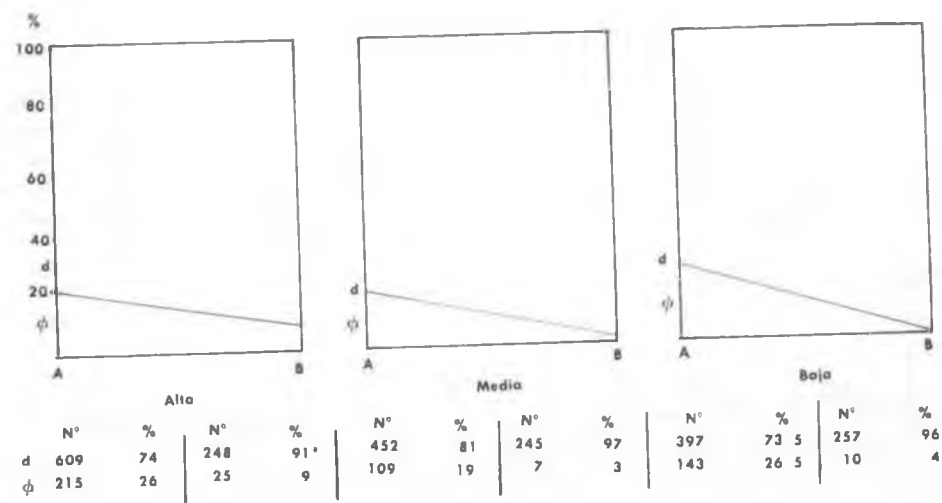 %
100
80
60
40
d
20
ϕ
A B
Alta
d
ϕ
A B
Media
d
ϕ
A B
Baja
N° % N° % N° % N° %
d 609 74 248 91° 452 81 245 97 397 73 5 257 96
ϕ 215 26 25 9 109 19 7 3 143 26 5 10 4